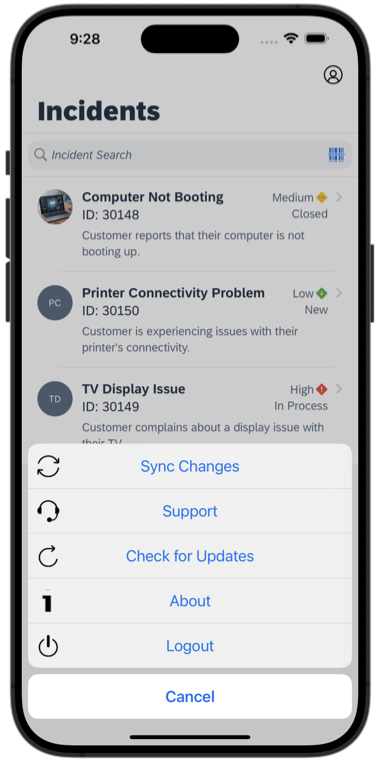 9:28
Incidents
Incident Search
Computer Not Booting
Medium
ID: 30148
Closed
Customer reports that their computer is not
booting up.
PC
Printer Connectivity Problem
Low
ID: 30150
New
Customer is experiencing issues with their
printer's connectivity.
TD
TV Display Issue
High
ID: 30149
In Process
Customer complains about a display issue with
their TV
Sync Changes
Support
Check for Updates
About
Logout
Cancel